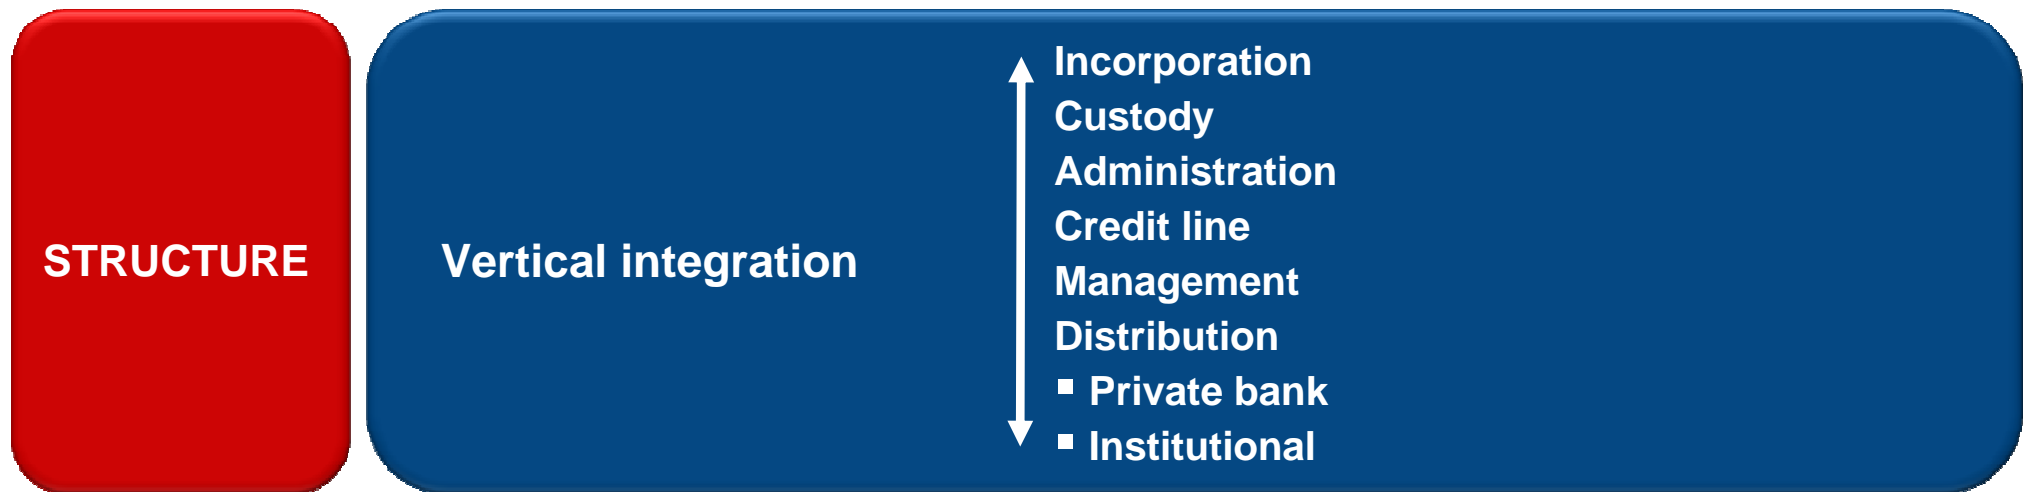 STRUCTURE
Vertical integration
Incorporation
Custody
Administration
Credit line
Management
Distribution
▪ Private bank
▪ Institutional